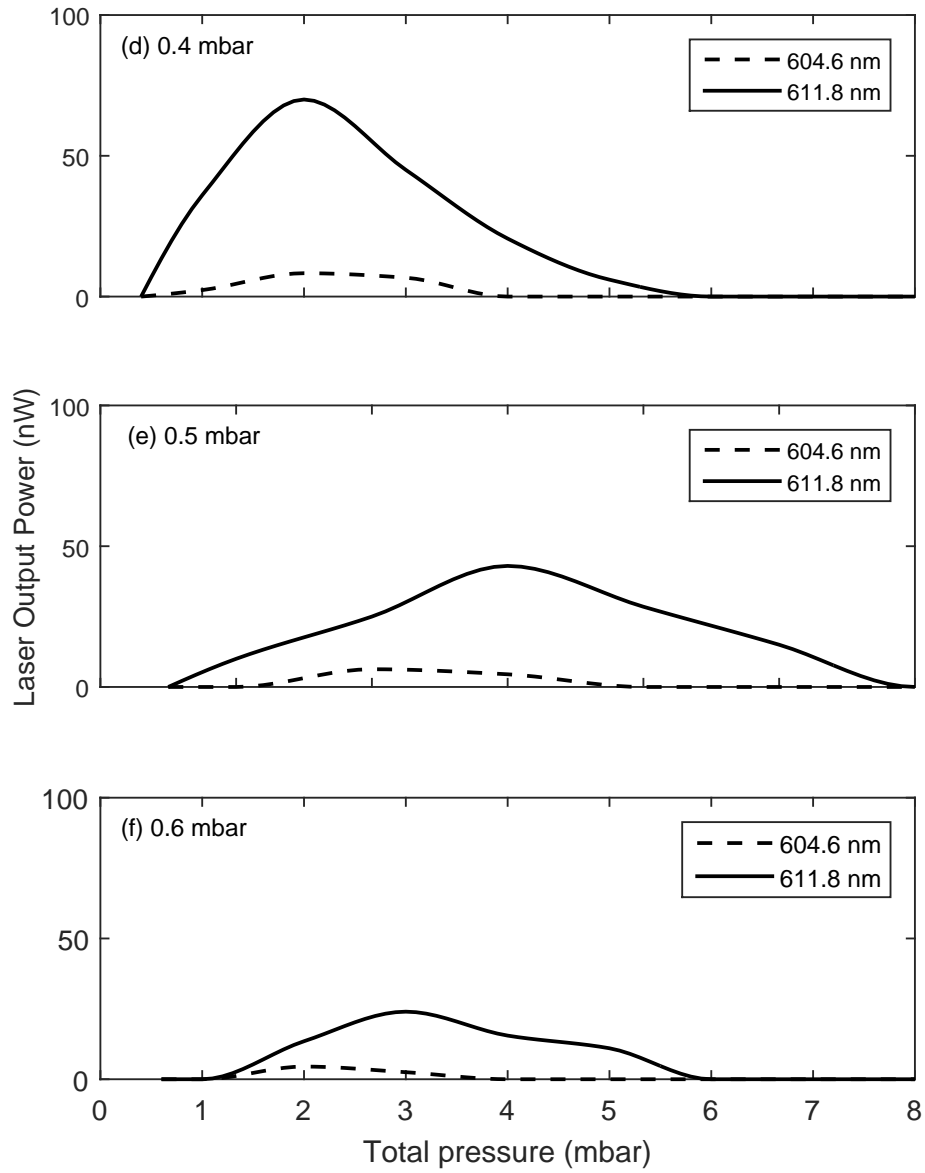 100
(d) 0.4 mbar
604.6 nm
611.8 nm
50
0
100
(e) 0.5 mbar
604.6 nm
611.8 nm
50
0
Laser Output Power (nW)
100
(f) 0.6 mbar
604.6 nm
611.8 nm
50
0
0 1 2 3 4 5 6 7 8
Total pressure (mbar)